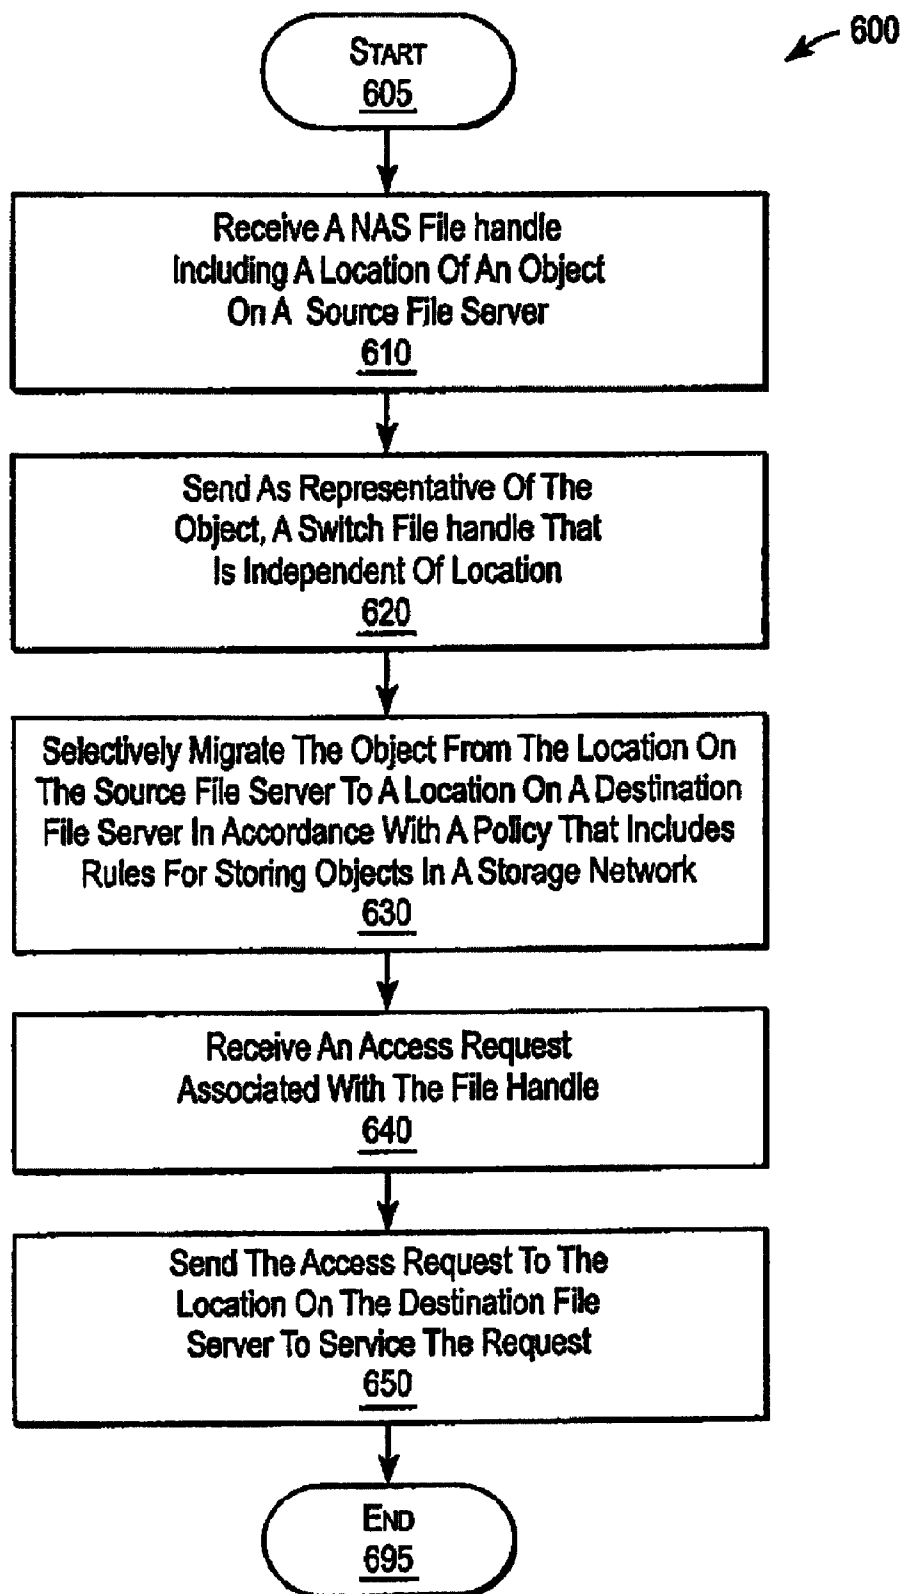 600
START
605
Receive A NAS File handle
Including A Location Of An Object
On A Source File Server
610
Send As Representative Of The
Object, A Switch File handle That
Is Independent Of Location
620
Selectively Migrate The Object From The Location On
The Source File Server To A Location On A Destination
File Server In Accordance With A Policy That Includes
Rules For Storing Objects In A Storage Network
630
Receive An Access Request
Associated With The File Handle
640
Send The Access Request To The
Location On The Destination File
Server To Service The Request
650
END
695